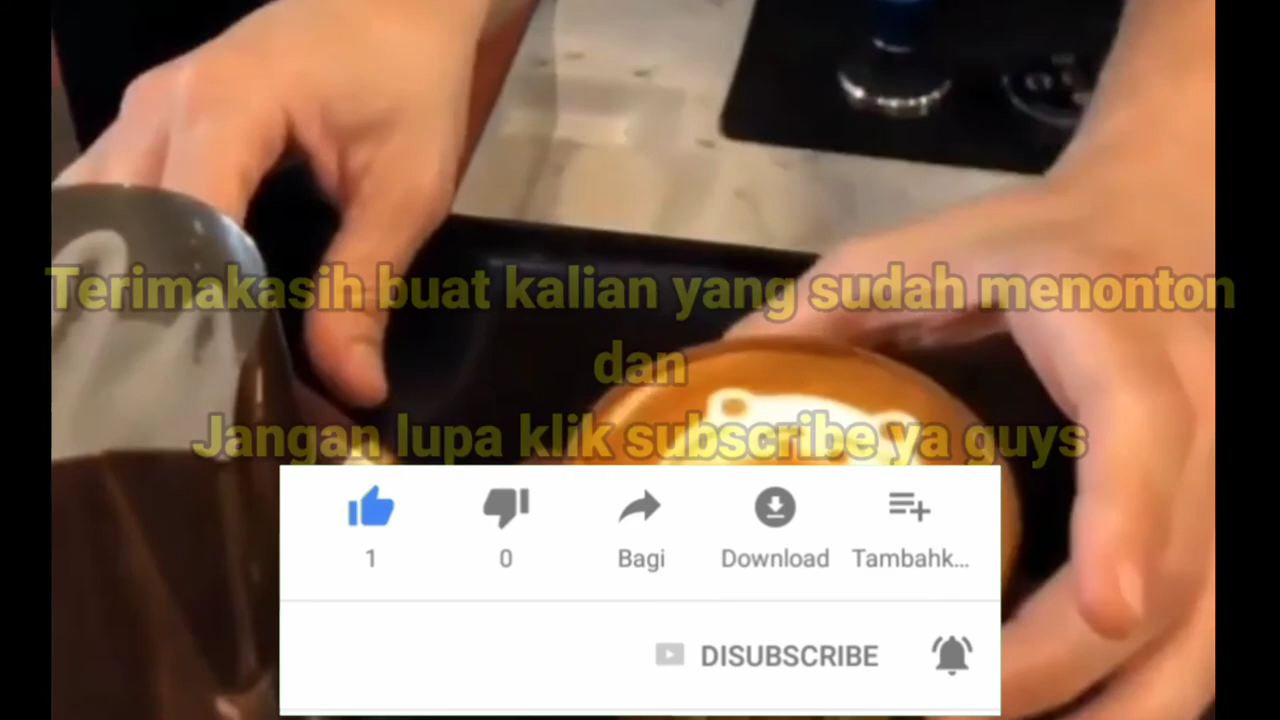 Terimakasih buat kalian yang sudah menonton
dan
Jangan lupa klik subscribe ya guys
1 0 Bagi Download Tambahk...
DISUBSCRIBE